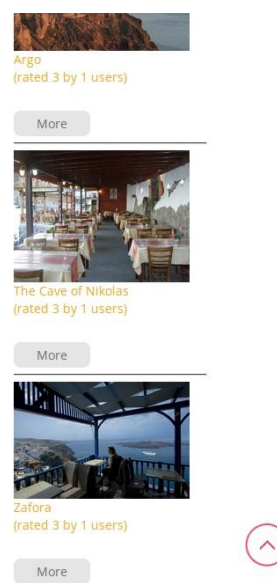 Argo
(rated 3 by 1 users)
More
The Cave of Nikolas
(rated 3 by 1 users)
More
Zafora
(rated 3 by 1 users)
More